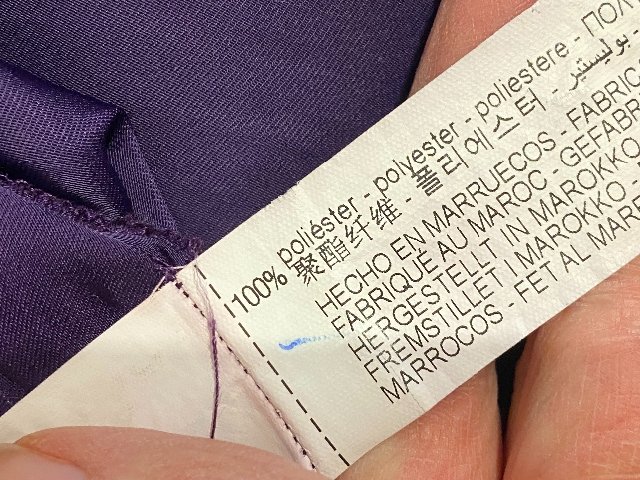 100% poliéster - polyester - poliestere - ПОЛ
聚酯纤维 - 폴리에스터 - بوليستير -
HECHO EN MARRUECOS - FABRIC
FABRIQUE AU MAROC - GEFABR
HERGESTELLT IN MAROKKO
FREMSTILLET I MAROKKO -
MARROCOS - FET AL MARR